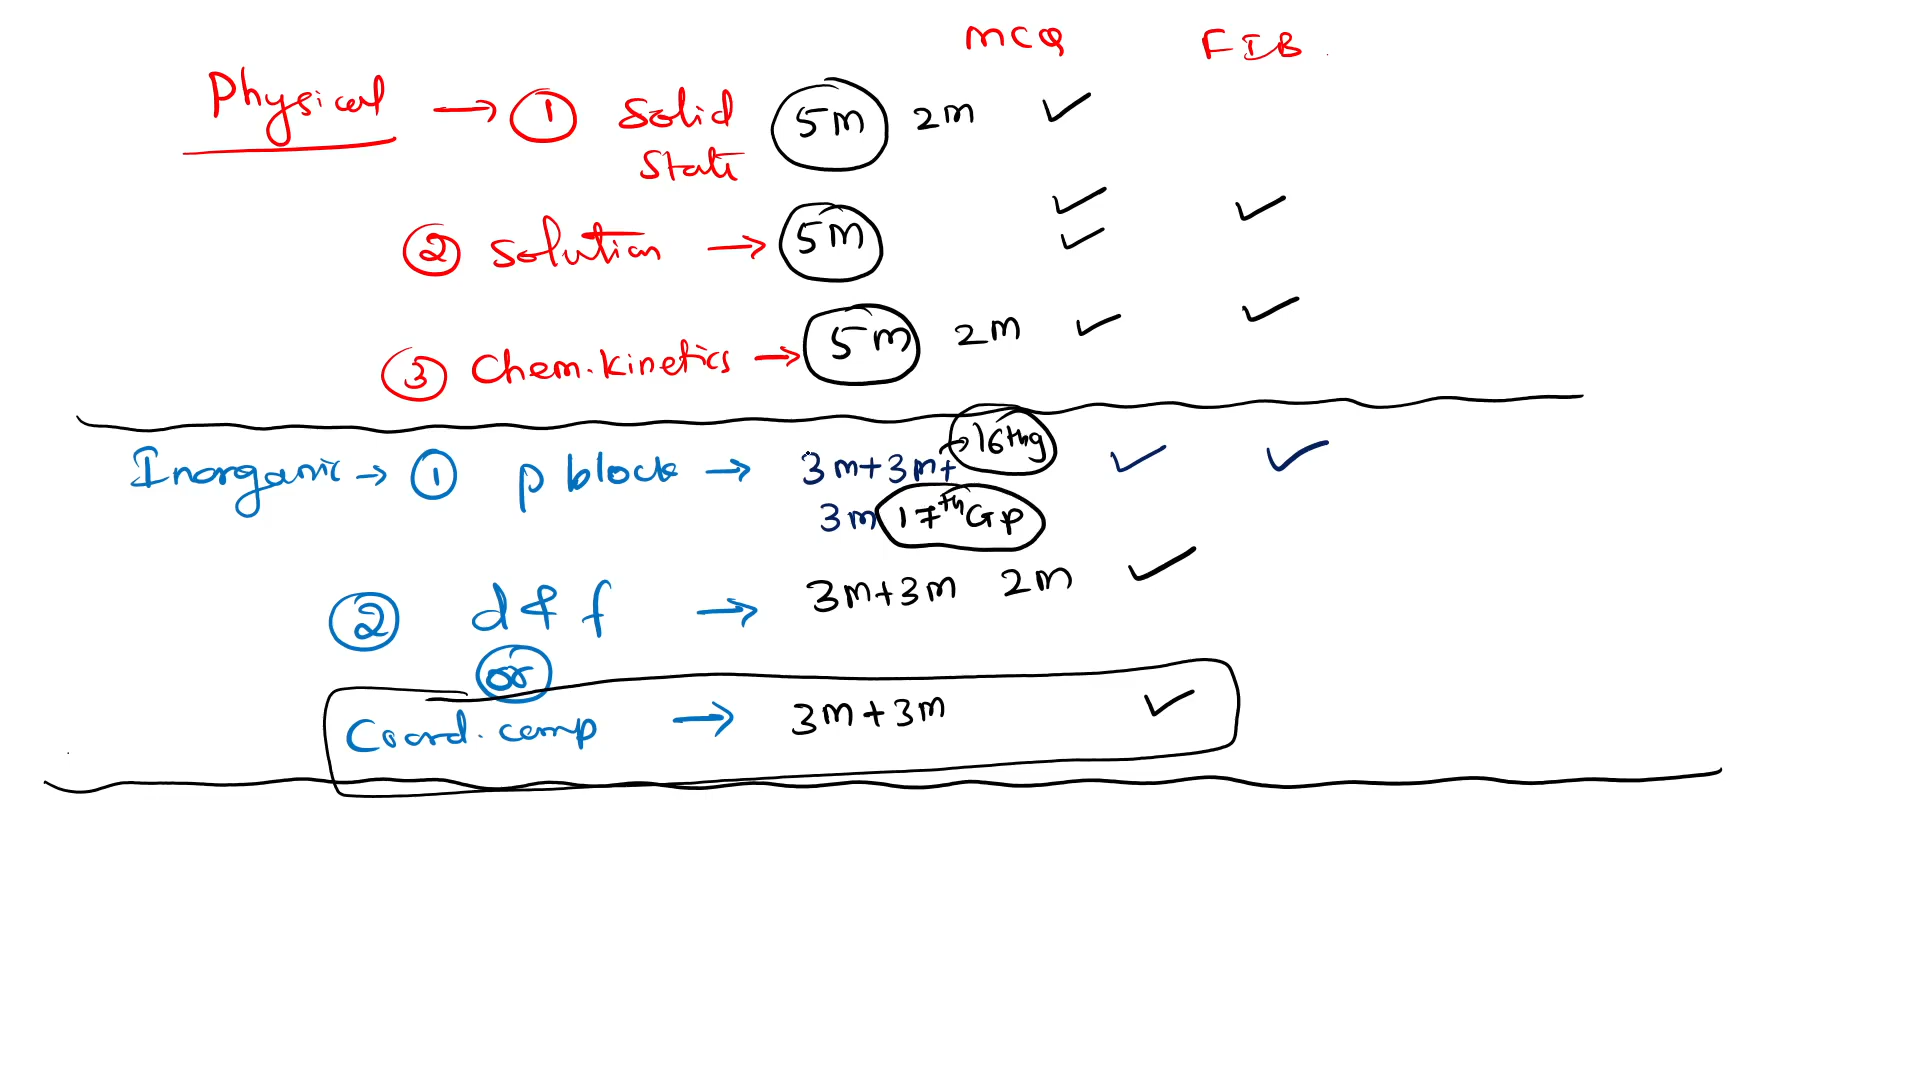 MCQ FIB
Physical → ① Solid State 5m 2m ✓
② Solution → 5m ✓ ✓ ✓
③ Chem. Kinetics → 5m 2m ✓ ✓
Inorganic → ① p block → 3m+3m+ →16thg ✓ ✓
3m 17th Gp
② d & f → 3m+3m 2m ✓
or
Coord. comp → 3m+3m ✓